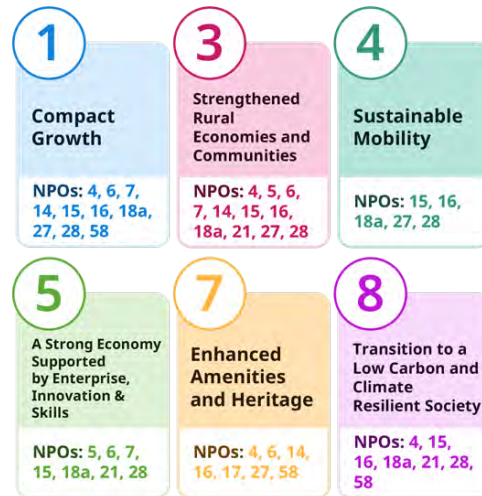 1
Compact
Growth
NPOs: 4, 6, 7,
14, 15, 16, 18a,
27, 28, 58
3
Strengthened
Rural
Economies and
Communities
NPOs: 4, 5, 6,
7, 14, 15, 16,
18a, 21, 27, 28
4
Sustainable
Mobility
NPOs: 15, 16,
18a, 27, 28
5
A Strong Economy
Supported
by Enterprise,
Innovation &
Skills
NPOs: 5, 6, 7,
15, 18a, 21, 28
7
Enhanced
Amenities
and Heritage
NPOs: 4, 6, 14,
16, 17, 27, 58
8
Transition to a
Low Carbon and
Climate
Resilient Society
NPOs: 4, 15,
16, 18a, 21, 28,
58